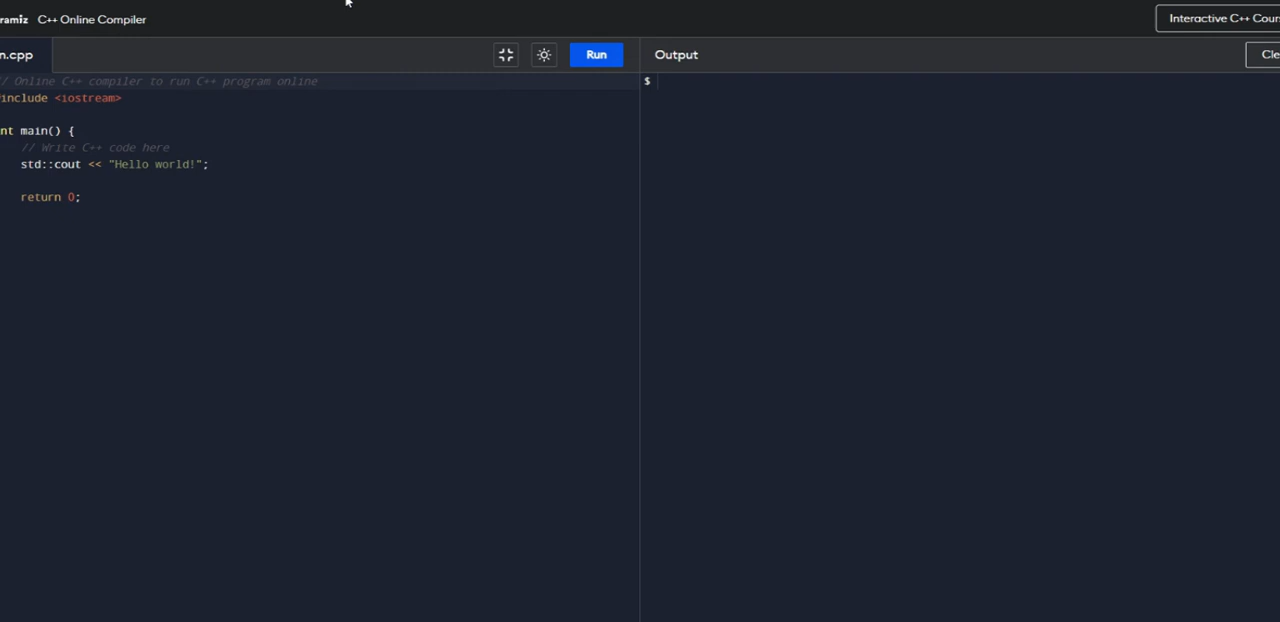 ramiz C++ Online Compiler
Interactive C++ Cour
n.cpp
Run
Output
Cle
// Online C++ compiler to run C++ program online
#include <iostream>
nt main() {
// Write C++ code here
std::cout << "Hello world!";
return 0;
$